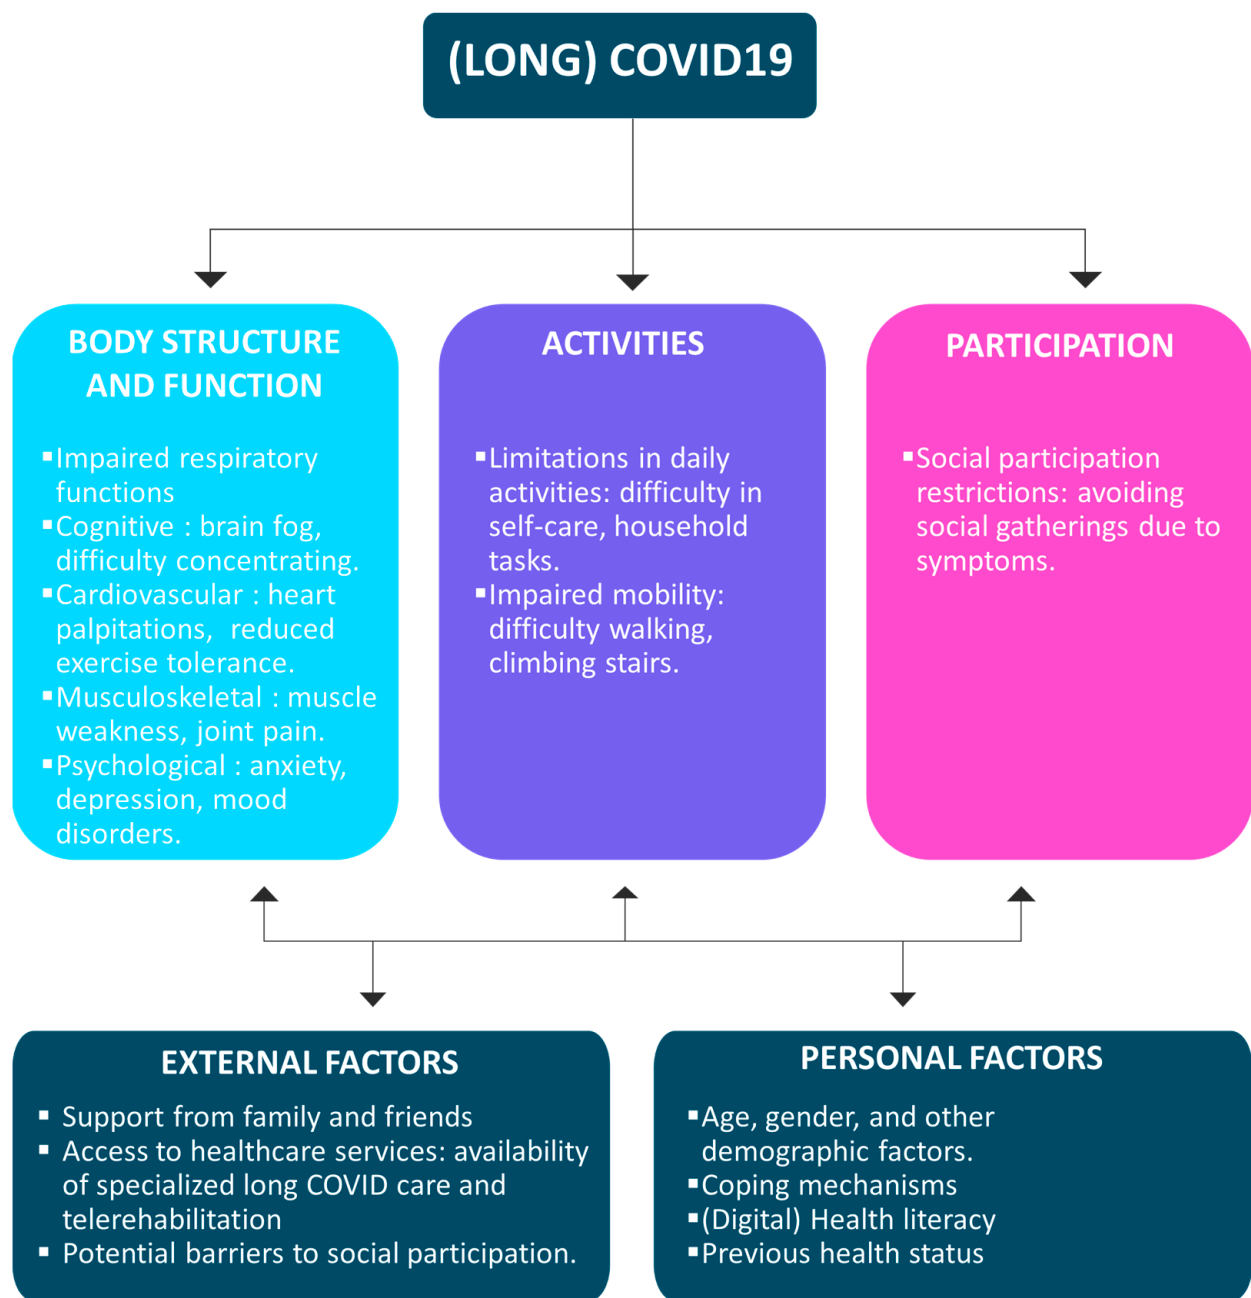 (LONG) COVID19
BODY STRUCTURE
AND FUNCTION
▪Impaired respiratory
functions
▪Cognitive : brain fog,
difficulty concentrating.
▪Cardiovascular : heart
palpitations,  reduced
exercise tolerance.
▪Musculoskeletal : muscle
weakness, joint pain.
▪Psychological : anxiety,
depression, mood
disorders.
ACTIVITIES
▪Limitations in daily
activities: difficulty in
self-care, household
tasks.
▪Impaired mobility:
difficulty walking,
climbing stairs.
PARTICIPATION
▪Social participation
restrictions: avoiding
social gatherings due to
symptoms.
EXTERNAL FACTORS
▪ Support from family and friends
▪ Access to healthcare services: availability
of specialized long COVID care and
telerehabilitation
▪ Potential barriers to social participation.
PERSONAL FACTORS
▪Age, gender, and other
demographic factors.
▪Coping mechanisms
▪(Digital) Health literacy
▪Previous health status